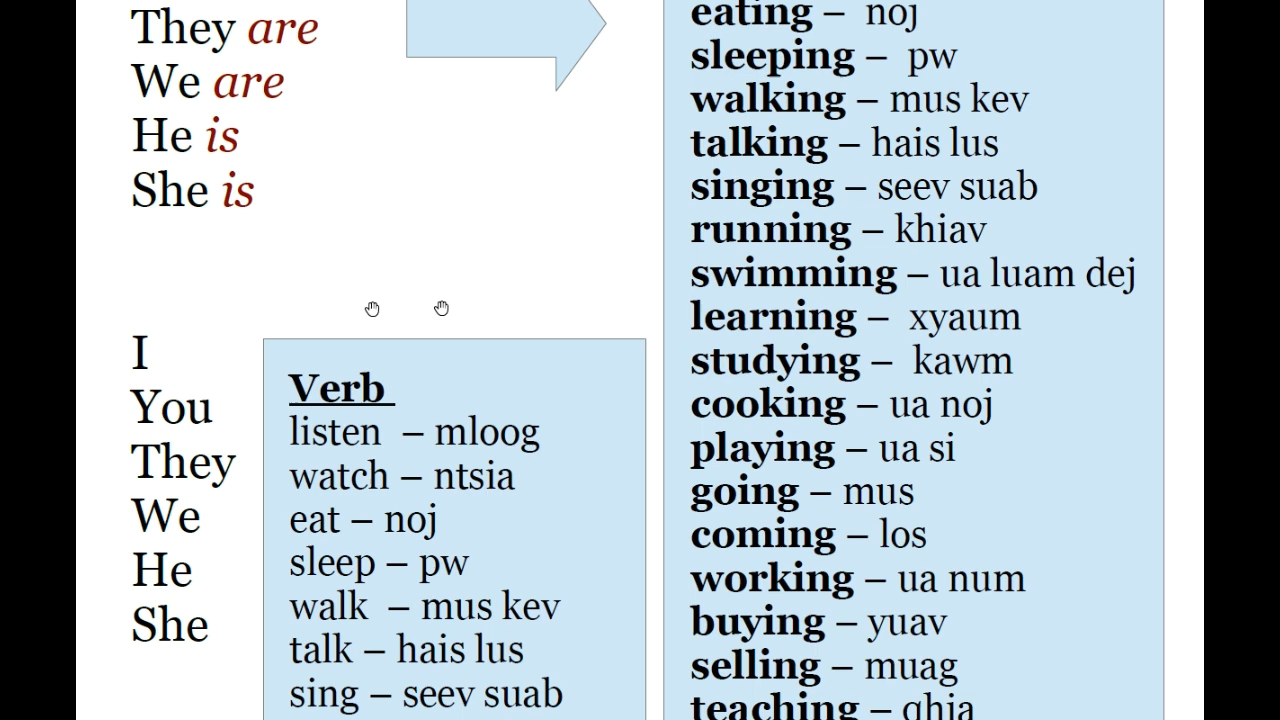 They are
We are
He is
She is
eating – noj
sleeping – pw
walking – mus kev
talking – hais lus
singing – seev suab
running – khiav
swimming – ua luam dej
learning – xyaum
studying – kawm
cooking – ua noj
playing – ua si
going – mus
coming – los
working – ua num
buying – yuav
selling – muag
teaching – qhia
I
You
They
We
He
She
Verb
listen – mloog
watch – ntsia
eat – noj
sleep – pw
walk – mus kev
talk – hais lus
sing – seev suab